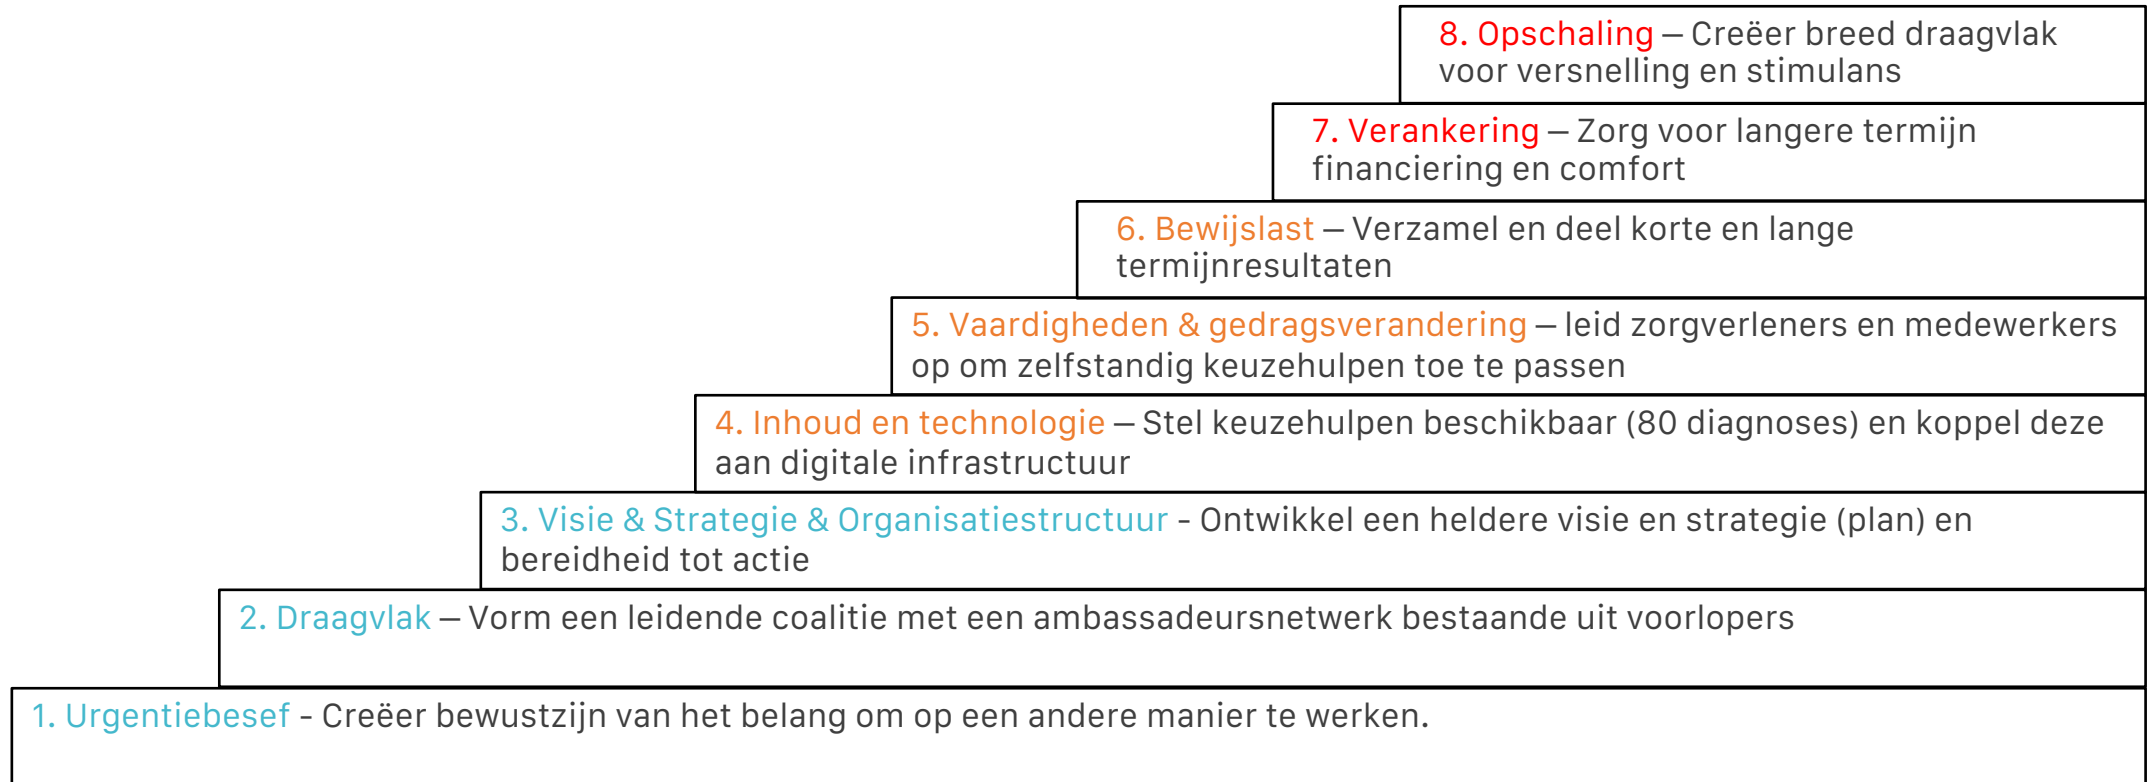 8. Opschaling – Creëer breed draagvlak
voor versnelling en stimulans
7. Verankering – Zorg voor langere termijn
financiering en comfort
6. Bewijslast – Verzamel en deel korte en lange
termijnresultaten
5. Vaardigheden & gedragsverandering – leid zorgverleners en medewerkers
op om zelfstandig keuzehulpen toe te passen
4. Inhoud en technologie – Stel keuzehulpen beschikbaar (80 diagnoses) en koppel deze
aan digitale infrastructuur
3. Visie & Strategie & Organisatiestructuur - Ontwikkel een heldere visie en strategie (plan) en
bereidheid tot actie
2. Draagvlak – Vorm een leidende coalitie met een ambassadeursnetwerk bestaande uit voorlopers
1. Urgentiebesef - Creëer bewustzijn van het belang om op een andere manier te werken.